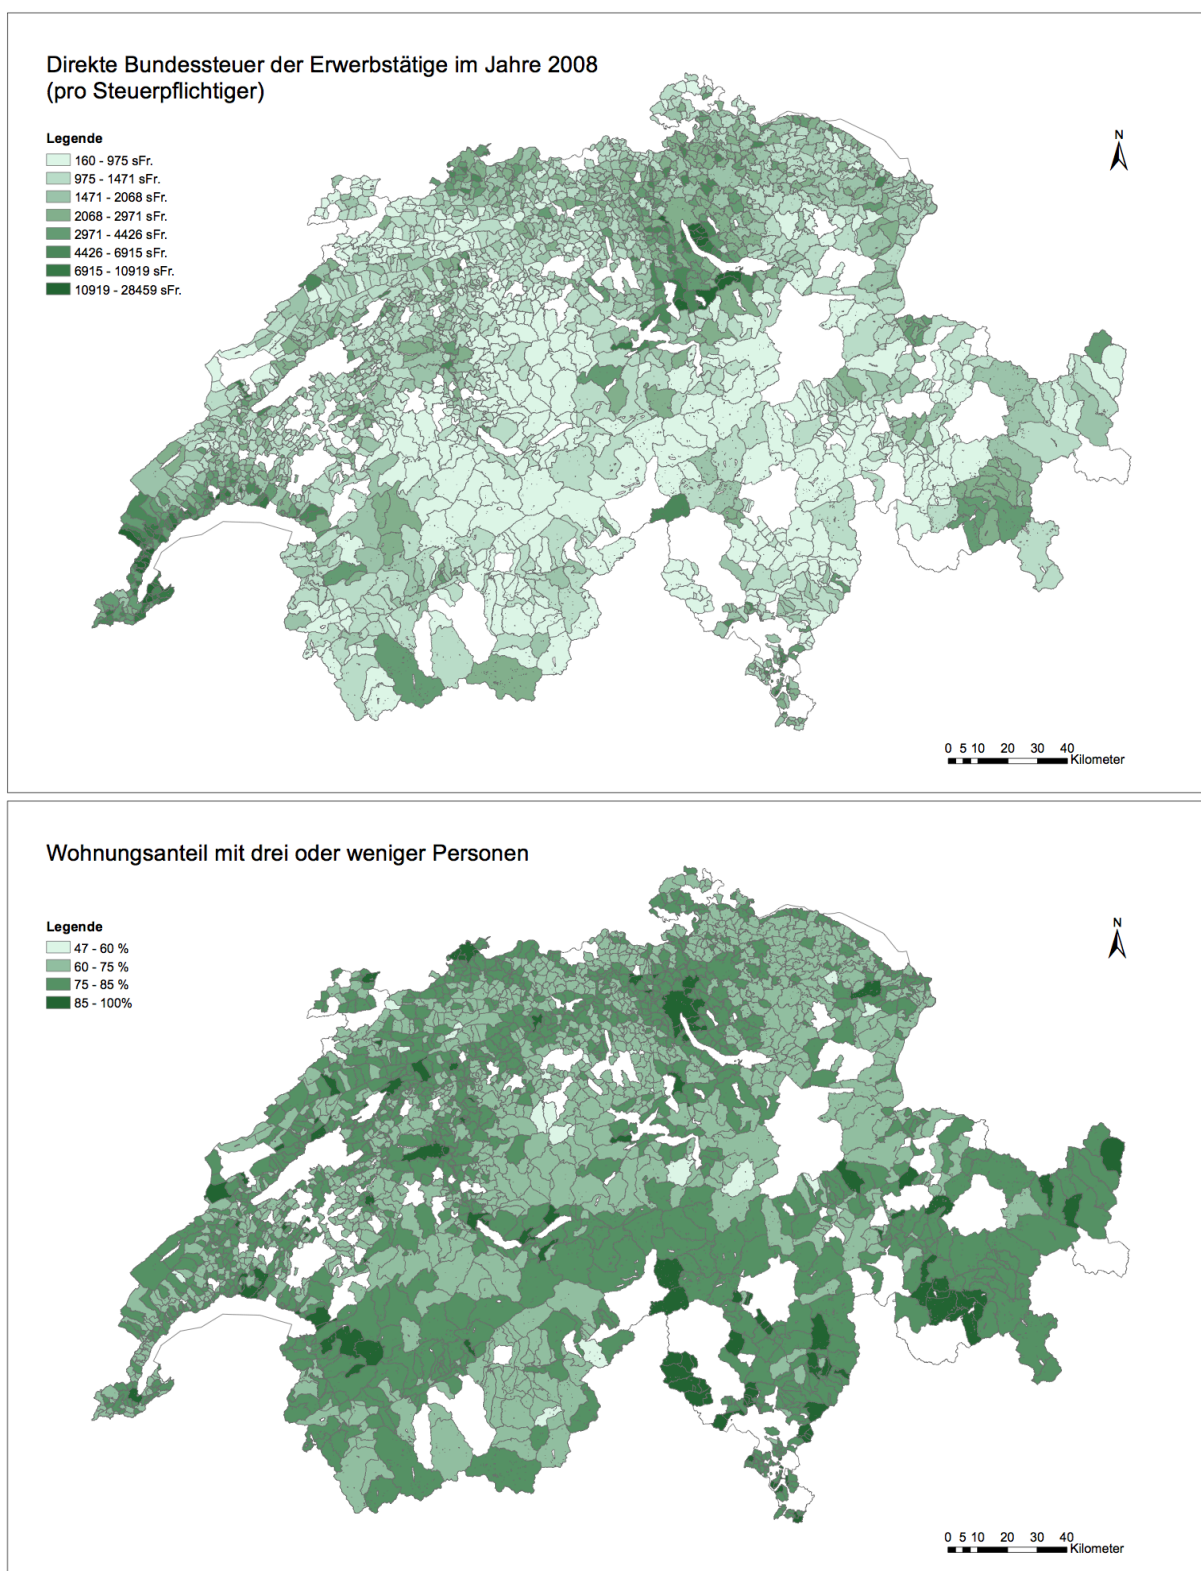 Direkte Bundessteuer der Erwerbstätige im Jahre 2008
(pro Steuerpflichtiger)
Legende
160 - 975 sFr.
975 - 1471 sFr.
1471 - 2068 sFr.
2068 - 2971 sFr.
2971 - 4426 sFr.
4426 - 6915 sFr.
6915 - 10919 sFr.
10919 - 28459 sFr.
N
0 5 10 20 30 40
Kilometer
Wohnungsanteil mit drei oder weniger Personen
Legende
47 - 60 %
60 - 75 %
75 - 85 %
85 - 100%
N
0 5 10 20 30 40
Kilometer